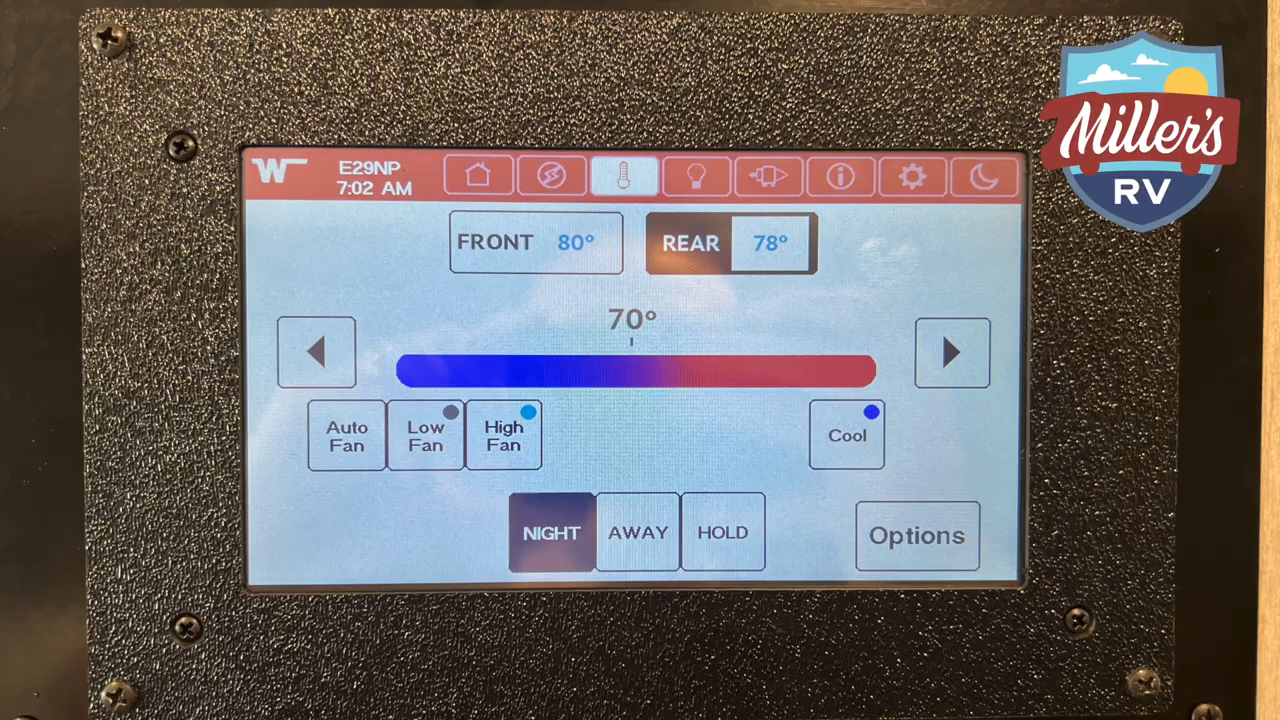 W
E29NP
7:02 AM
FRONT 80°
REAR 78°
70°
Auto
Fan
Low
Fan
High
Fan
Cool
NIGHT
AWAY
HOLD
Options
Miller's
RV